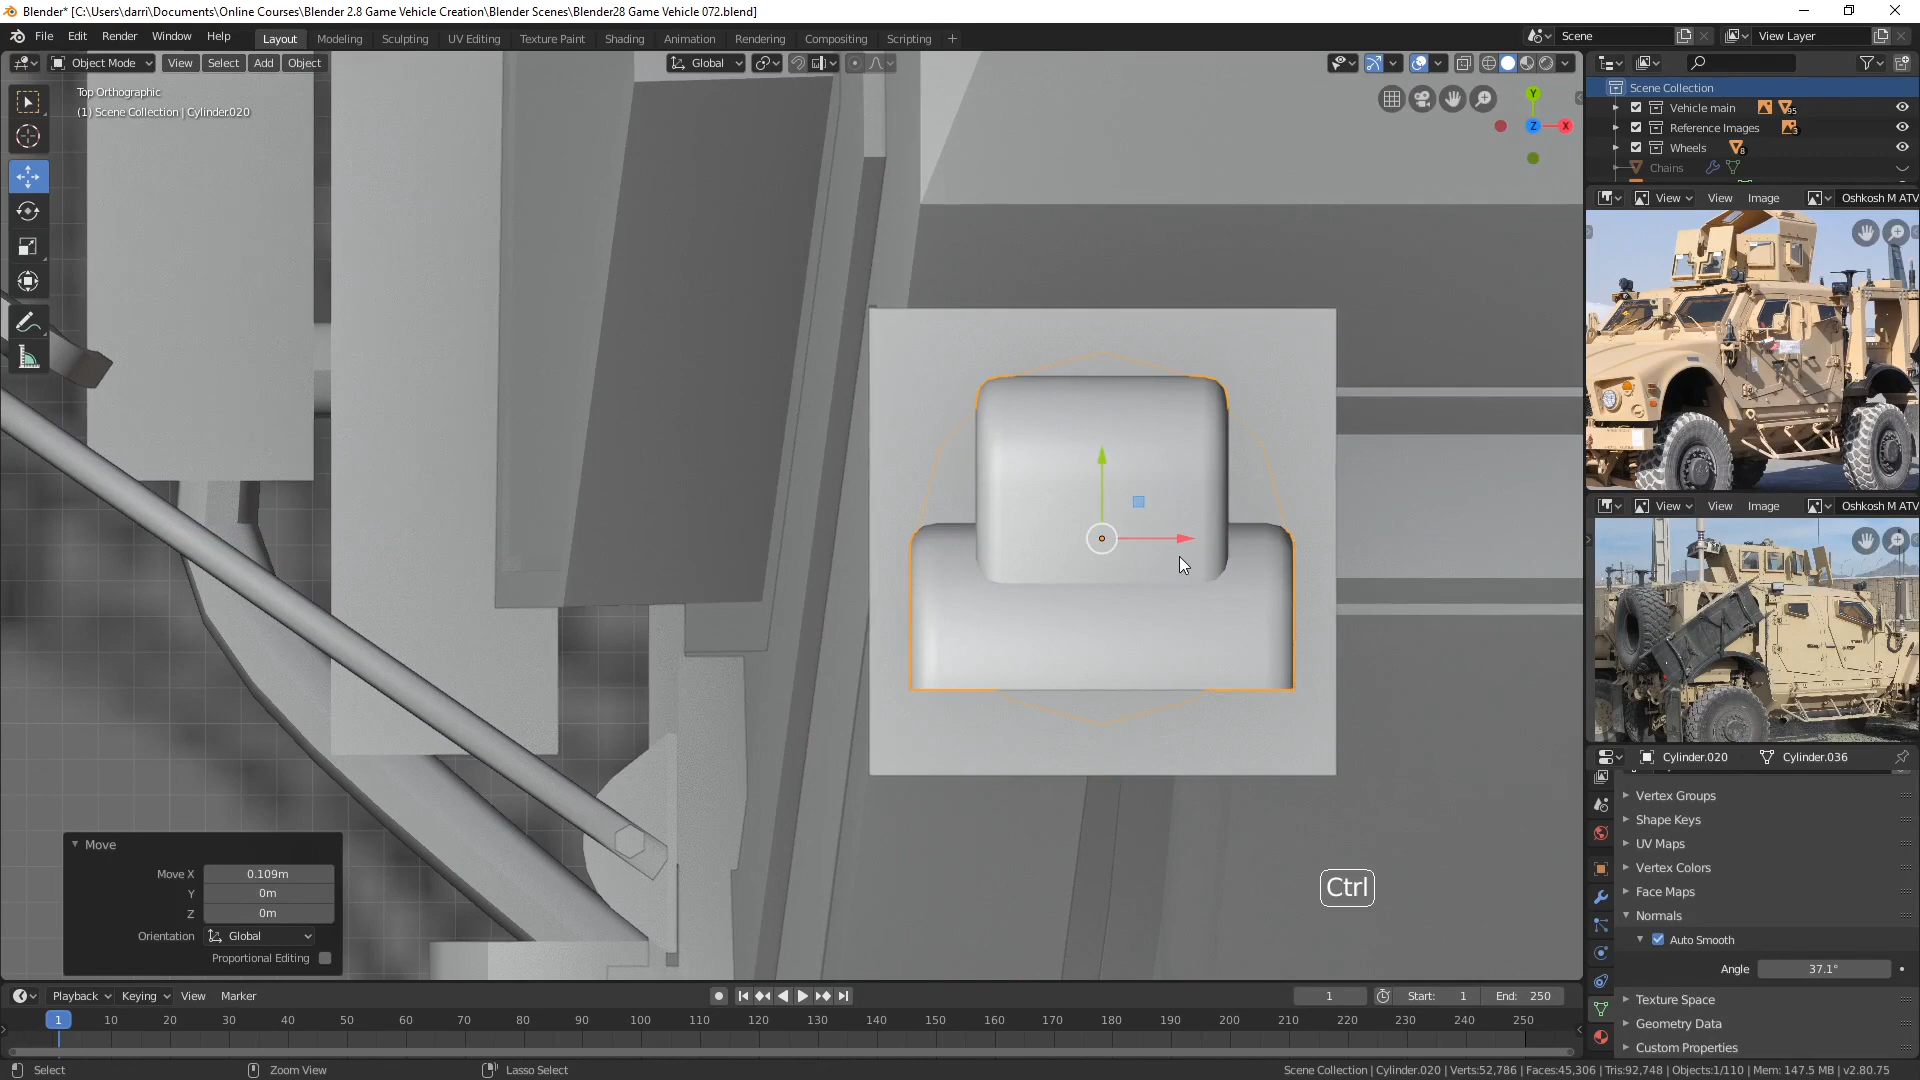 Blender* [C:\Users\darri\Documents\Online Courses\Blender 2.8 Game Vehicle Creation\Blender Scenes\Blender28 Game Vehicle 072.blend]
File Edit Render Window Help
Layout Modeling Sculpting UV Editing Texture Paint Shading Animation Rendering Compositing Scripting
Scene
View Layer
Object Mode View Select Add Object
Global
Top Orthographic
(1) Scene Collection | Cylinder.020
Y
X
Z
Scene Collection
Vehicle main 95
Reference Images 3
Wheels 8
Chains
View View Image Oshkosh M ATV
View View Image Oshkosh M ATV
Cylinder.020 Cylinder.036
Vertex Groups
Shape Keys
UV Maps
Vertex Colors
Face Maps
Normals
Auto Smooth
Angle 37.1°
Texture Space
Geometry Data
Custom Properties
Move
Move X 0.109m
Y 0m
Z 0m
Orientation Global
Proportional Editing
Ctrl
Playback Keying View Marker
1 Start: 1 End: 250
1 10 20 30 40 50 60 70 80 90 100 110 120 130 140 150 160 170 180 190 200 210 220 230 240 250
Select Zoom View Lasso Select
Scene Collection | Cylinder.020 | Verts:52,786 | Faces:45,306 | Tris:92,748 | Objects:1/110 | Mem: 147.5 MB | v2.80.75